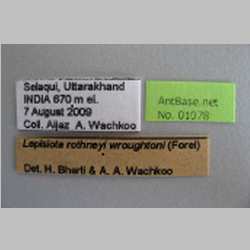 Selaqui, Uttarakhand
INDIA 670 m el.
7 August 2009
Coll. Aijaz A. Wachkoo
AntBase.net
No. 01078
Lepisiota rothneyi wroughtoni (Forel)
Det. H. Bharti & A. A. Wachkoo